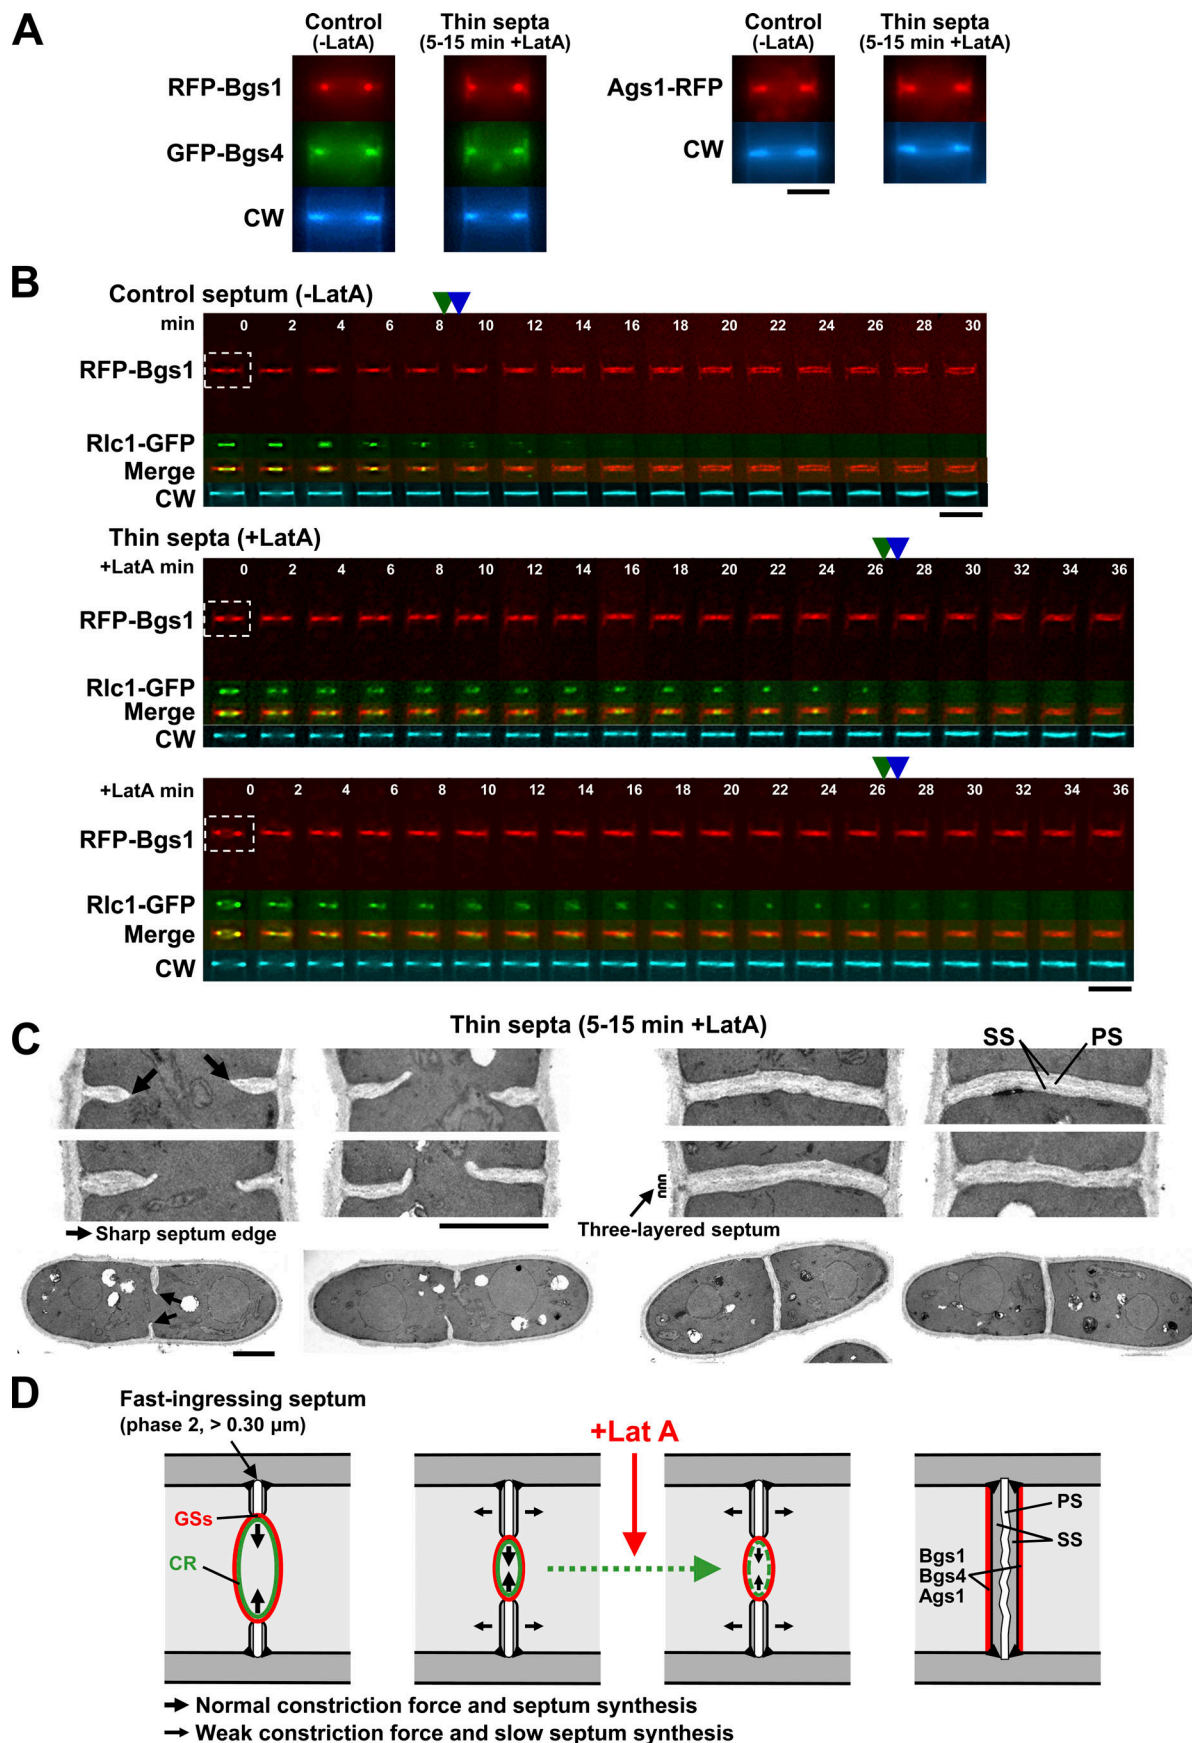 A
Control
(-LatA)
Thin septa
(5-15 min +LatA)
RFP-Bgs1
GFP-Bgs4
CW
Control
(-LatA)
Thin septa
(5-15 min +LatA)
Ags1-RFP
CW
B
Control septum (-LatA)
min 0 2 4 6 8 10 12 14 16 18 20 22 24 26 28 30
RFP-Bgs1
Rlc1-GFP
Merge
CW
Thin septa (+LatA)
+LatA min 0 2 4 6 8 10 12 14 16 18 20 22 24 26 28 30 32 34 36
RFP-Bgs1
Rlc1-GFP
Merge
CW
+LatA min 0 2 4 6 8 10 12 14 16 18 20 22 24 26 28 30 32 34 36
RFP-Bgs1
Rlc1-GFP
Merge
CW
C
Thin septa (5-15 min +LatA)
SS PS
Sharp septum edge
Three-layered septum
D
Fast-ingressing septum
(phase 2, > 0.30 µm)
+Lat A
GSs
CR
PS
SS
Bgs1
Bgs4
Ags1
Normal constriction force and septum synthesis
Weak constriction force and slow septum synthesis